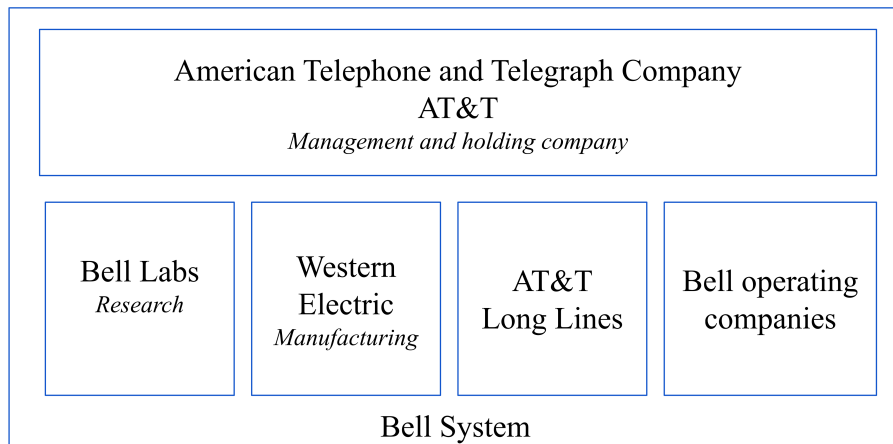 American Telephone and Telegraph Company
AT&T
Management and holding company
Bell Labs
Research
Western
Electric
Manufacturing
AT&T
Long Lines
Bell operating
companies
Bell System